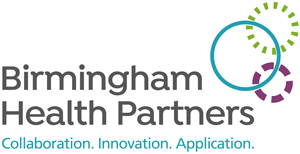 Birmingham
Health Partners
Collaboration. Innovation. Application.